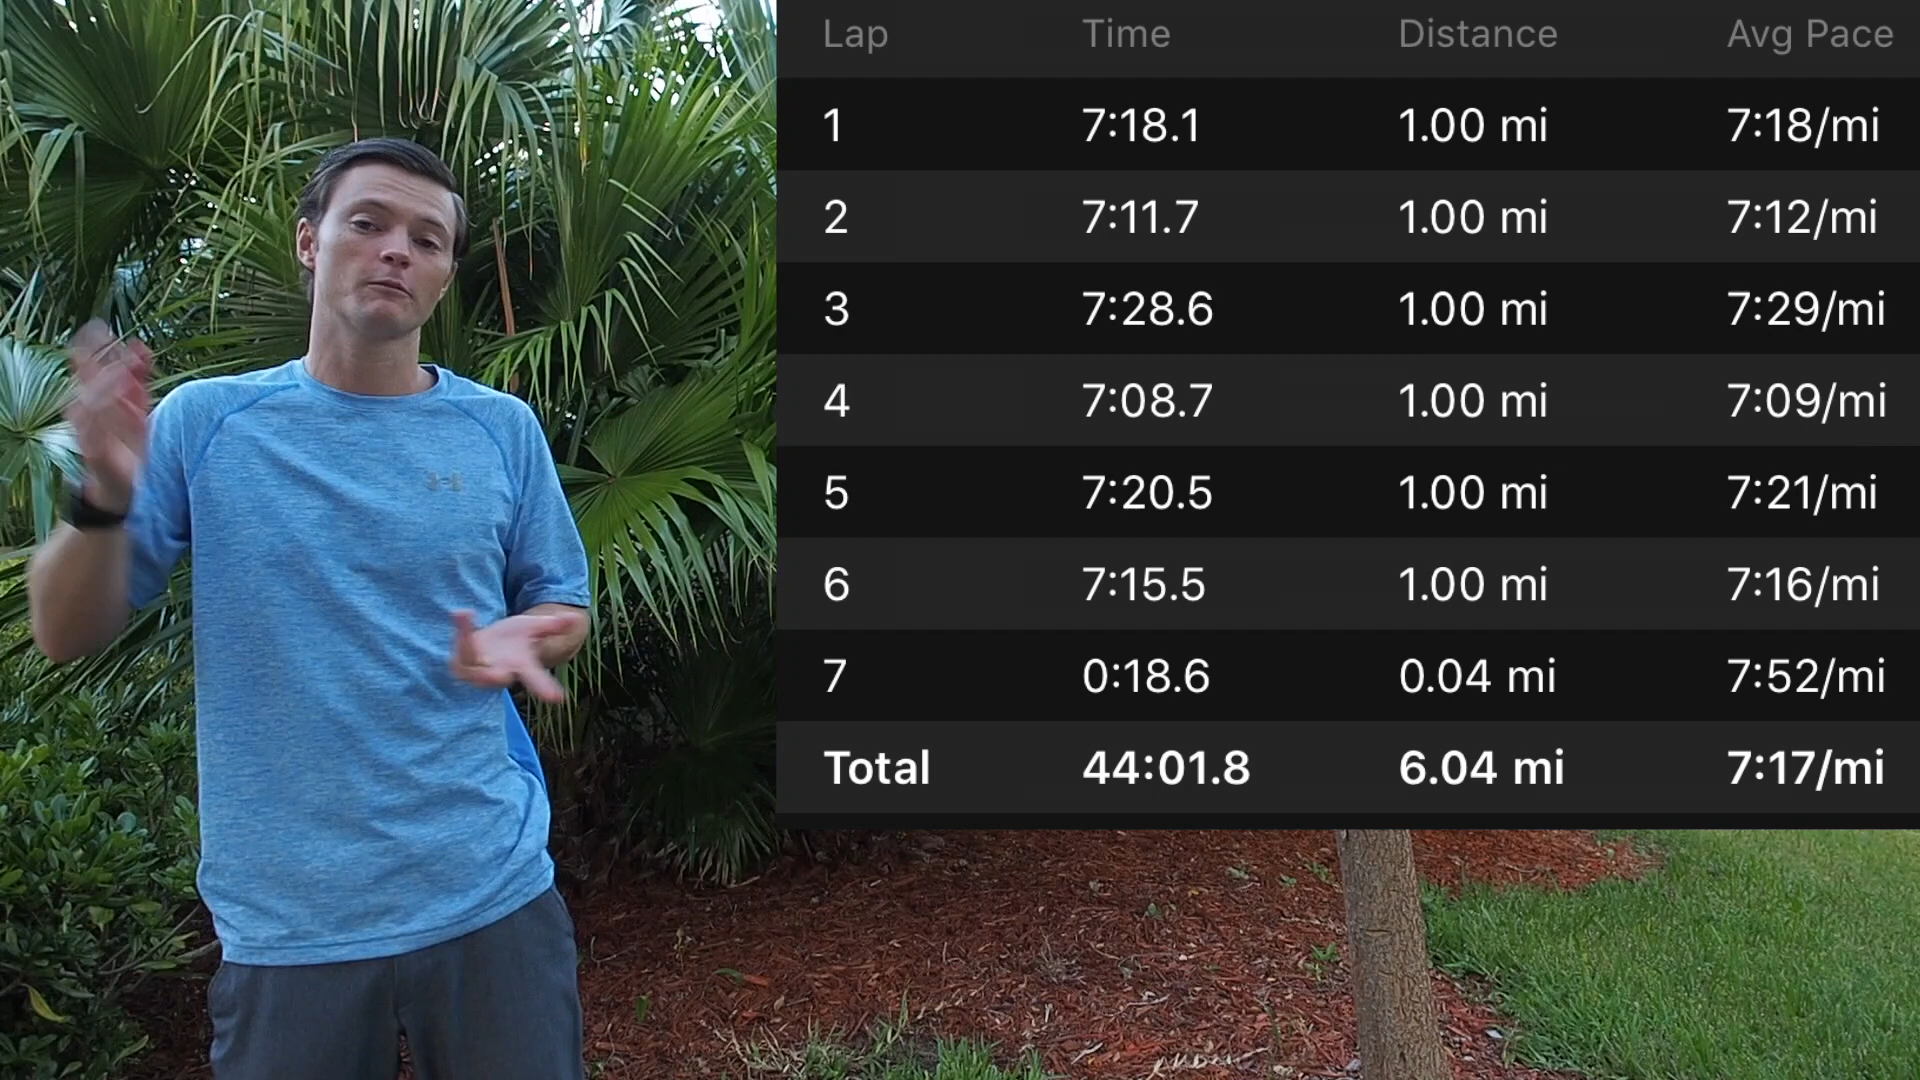 Lap Time Distance Avg Pace
1 7:18.1 1.00 mi 7:18/mi
2 7:11.7 1.00 mi 7:12/mi
3 7:28.6 1.00 mi 7:29/mi
4 7:08.7 1.00 mi 7:09/mi
5 7:20.5 1.00 mi 7:21/mi
6 7:15.5 1.00 mi 7:16/mi
7 0:18.6 0.04 mi 7:52/mi
Total 44:01.8 6.04 mi 7:17/mi